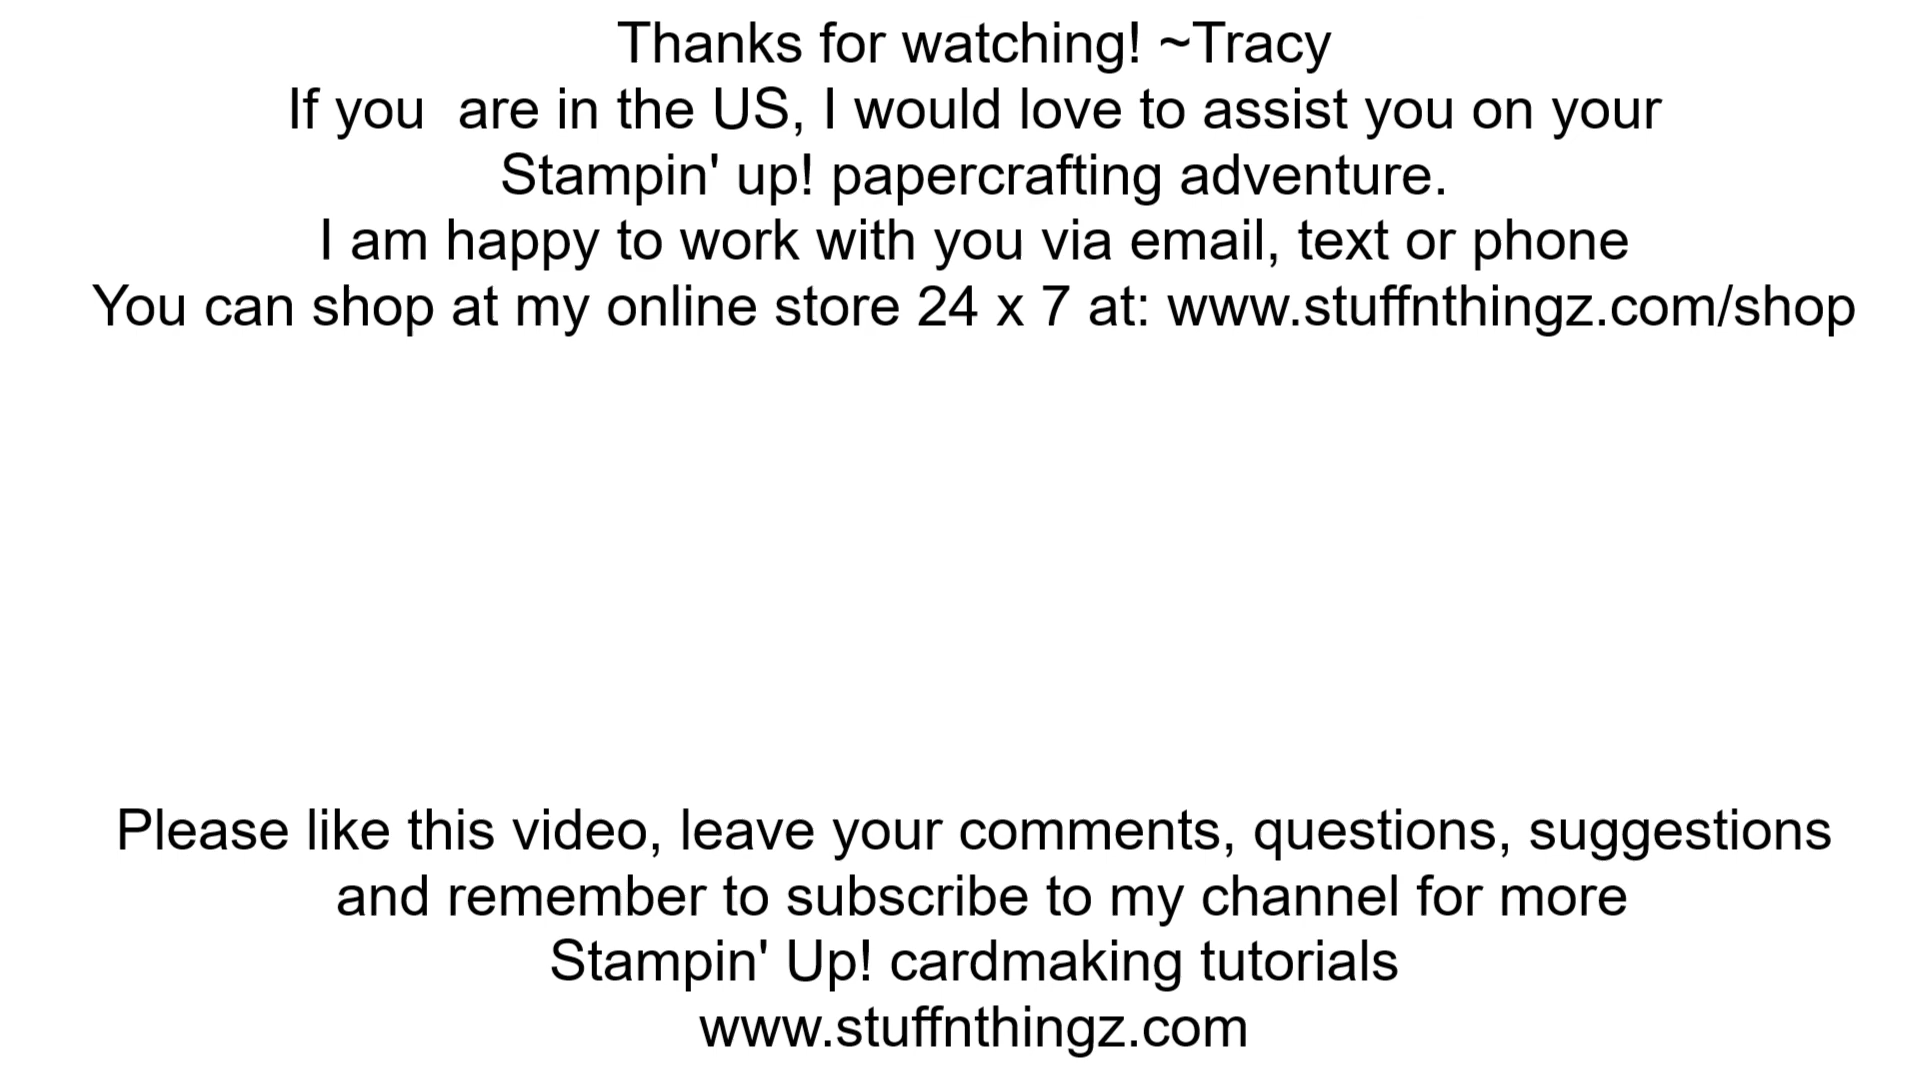 Thanks for watching! ~Tracy
If you  are in the US, I would love to assist you on your
Stampin' up! papercrafting adventure.
I am happy to work with you via email, text or phone
You can shop at my online store 24 x 7 at: www.stuffnthingz.com/shop
Please like this video, leave your comments, questions, suggestions
and remember to subscribe to my channel for more
Stampin' Up! cardmaking tutorials
www.stuffnthingz.com